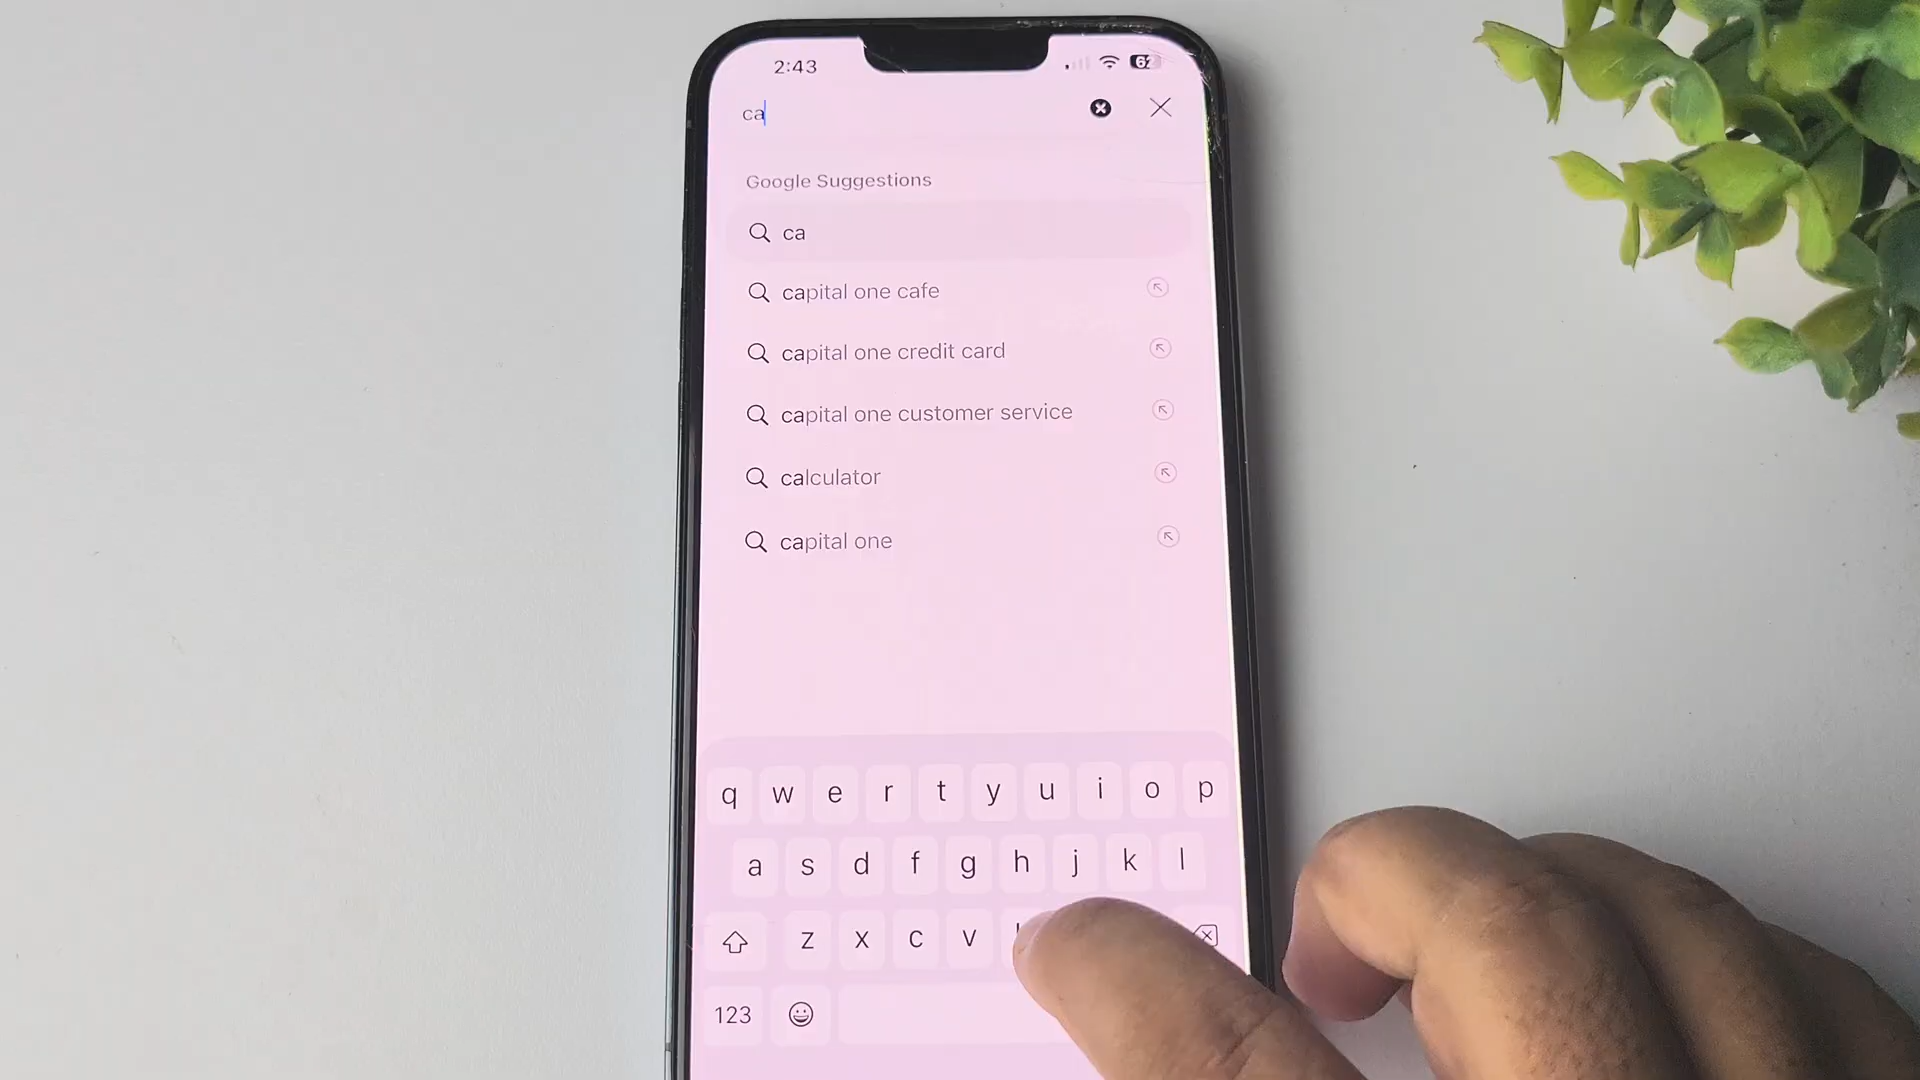 2:43
62
ca
Google Suggestions
ca
capital one cafe
capital one credit card
capital one customer service
calculator
capital one
q w e r t y u i o p
a s d f g h j k l
z x c v
123